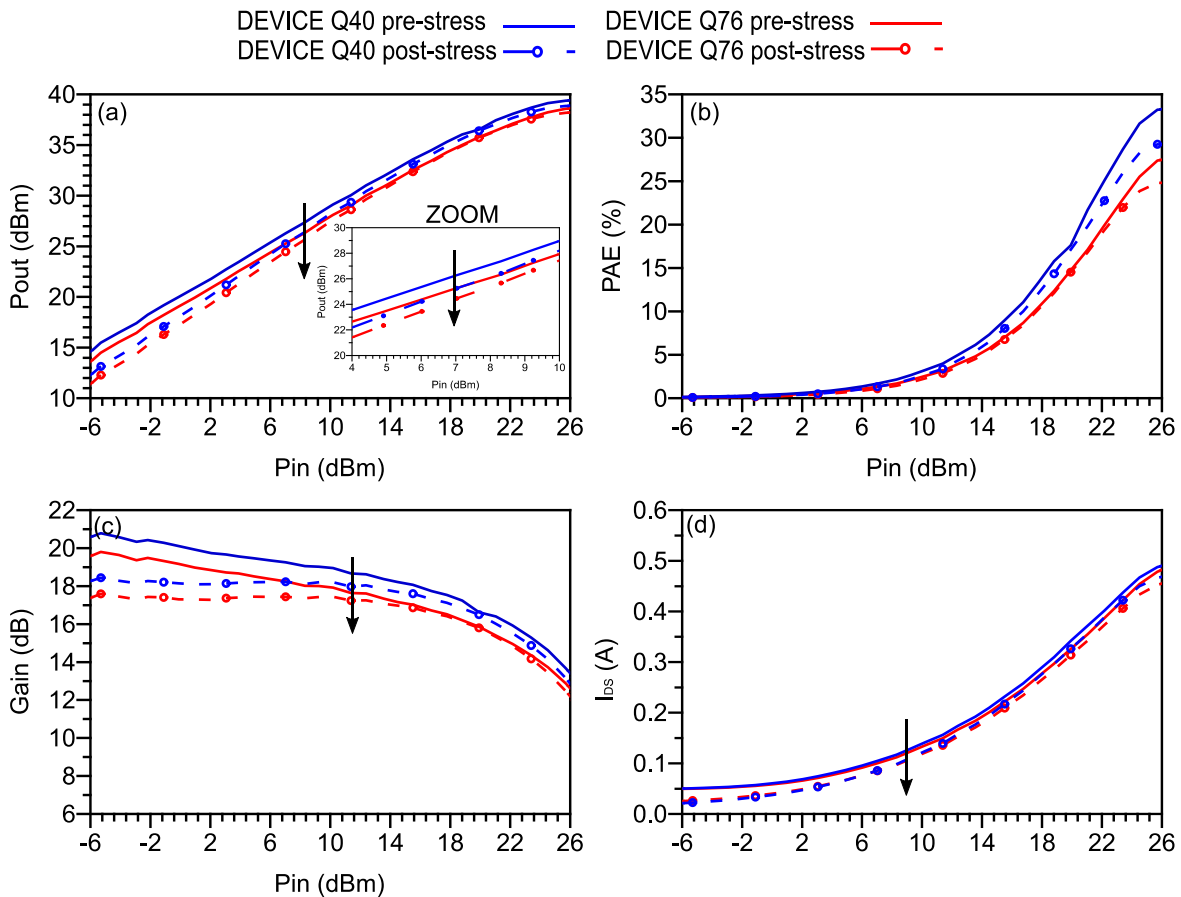 DEVICE Q40 pre-stress
DEVICE Q76 pre-stress
DEVICE Q40 post-stress
DEVICE Q76 post-stress
(a)
Pout (dBm)
40
35
30
25
20
15
10
-6 -2 2 6 10 14 18 22 26
Pin (dBm)
ZOOM
Pout (dBm)
30
28
26
24
22
20
4 5 6 7 8 9 10
Pin (dBm)
(b)
PAE (%)
35
30
25
20
15
10
5
0
-6 -2 2 6 10 14 18 22 26
Pin (dBm)
(c)
Gain (dB)
22
20
18
16
14
12
10
8
6
-6 -2 2 6 10 14 18 22 26
Pin (dBm)
(d)
IDS (A)
0.6
0.5
0.4
0.3
0.2
0.1
0.0
-6 -2 2 6 10 14 18 22 26
Pin (dBm)